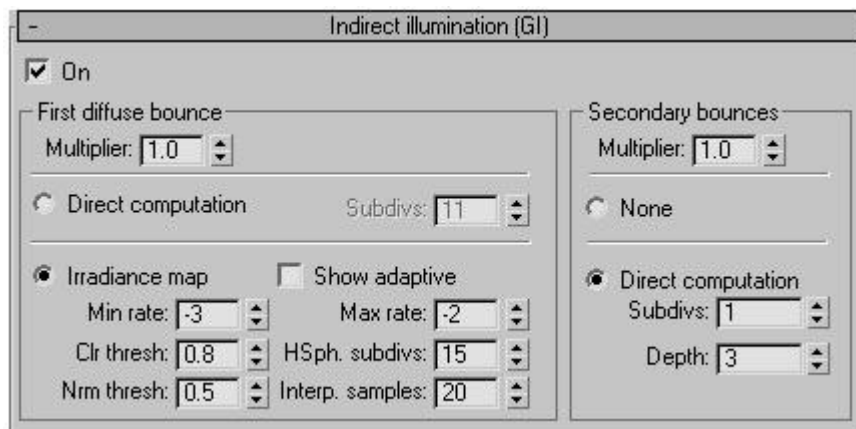 - Indirect illumination (GI)
On
First diffuse bounce
Multiplier: 1.0
Direct computation Subdivs: 11
Irradiance map Show adaptive
Min rate: -3 Max rate: -2
Clr thresh: 0.8 HSph. subdivs: 15
Nrm thresh: 0.5 Interp. samples: 20
Secondary bounces
Multiplier: 1.0
None
Direct computation
Subdivs: 1
Depth: 3